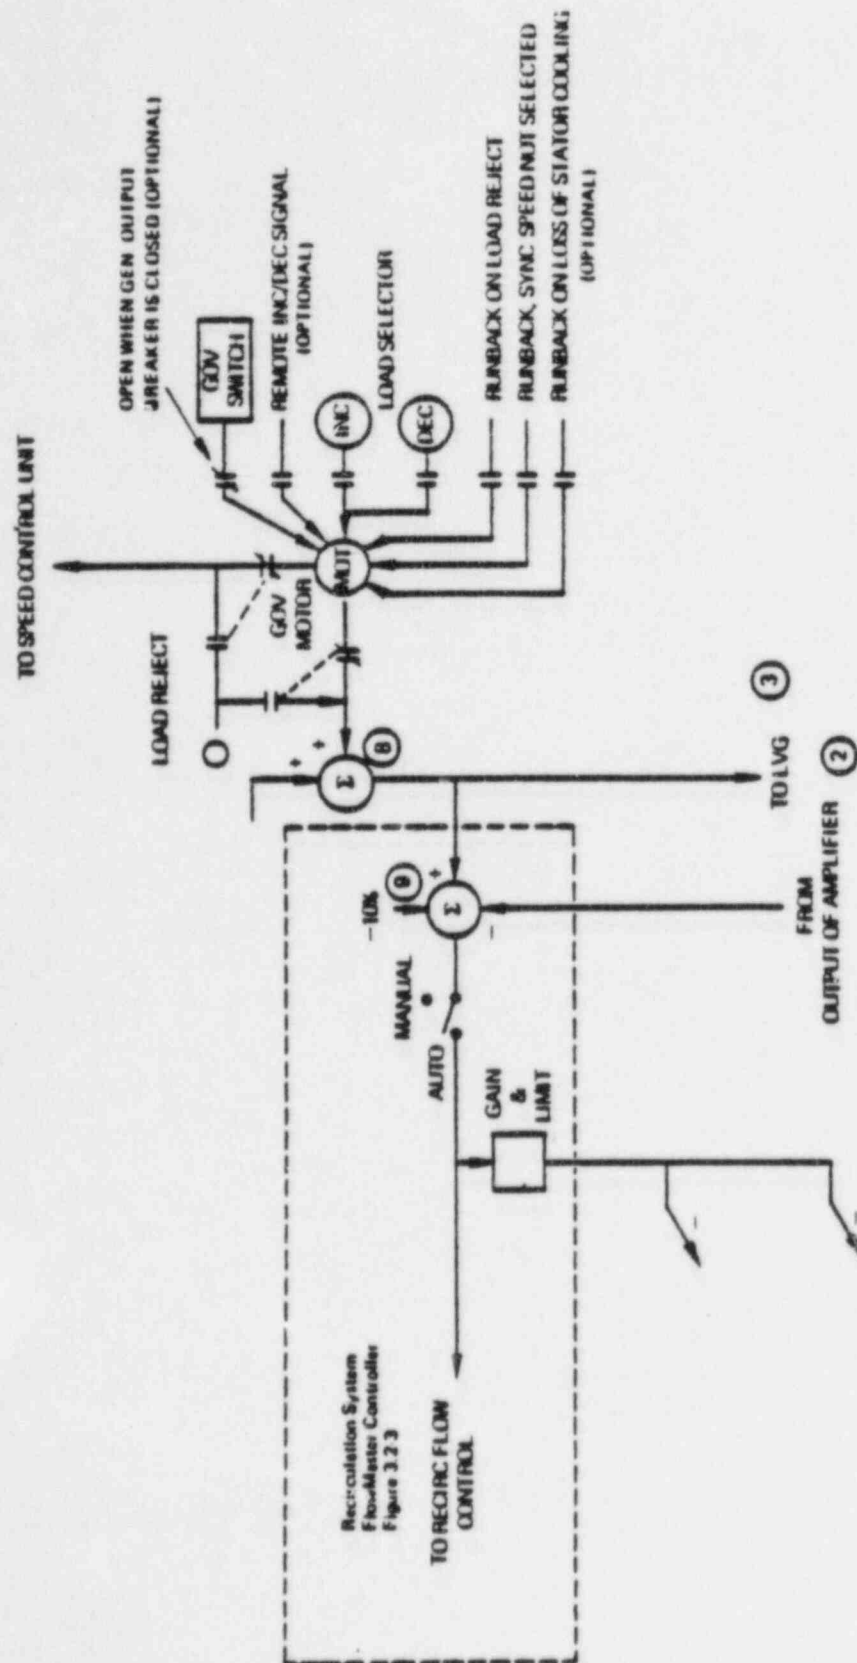 TO SPEED CONTROL UNIT
OPEN WHEN GEN OUTPUT
BREAKER IS CLOSED (OPTIONAL)
GOV
SWITCH
REMOTE INC/DEC SIGNAL
(OPTIONAL)
INC
LOAD SELECTOR
DEC
RUNBACK ON LOAD REJECT
RUNBACK, SYNC SPEED NOT SELECTED
RUNBACK ON LOSS OF STATOR COOLING
(OPTIONAL)
LOAD REJECT
GOV
MOTOR
MOT
+
+
Σ
8
TO LVG 3
-10%
9
+
Σ
-
FROM
OUTPUT OF AMPLIFIER 2
MANUAL
AUTO
GAIN
&
LIMIT
Recirculation System
Flow Master Controller
Figure 3.2.3
TO RECIRC FLOW
CONTROL
-
-